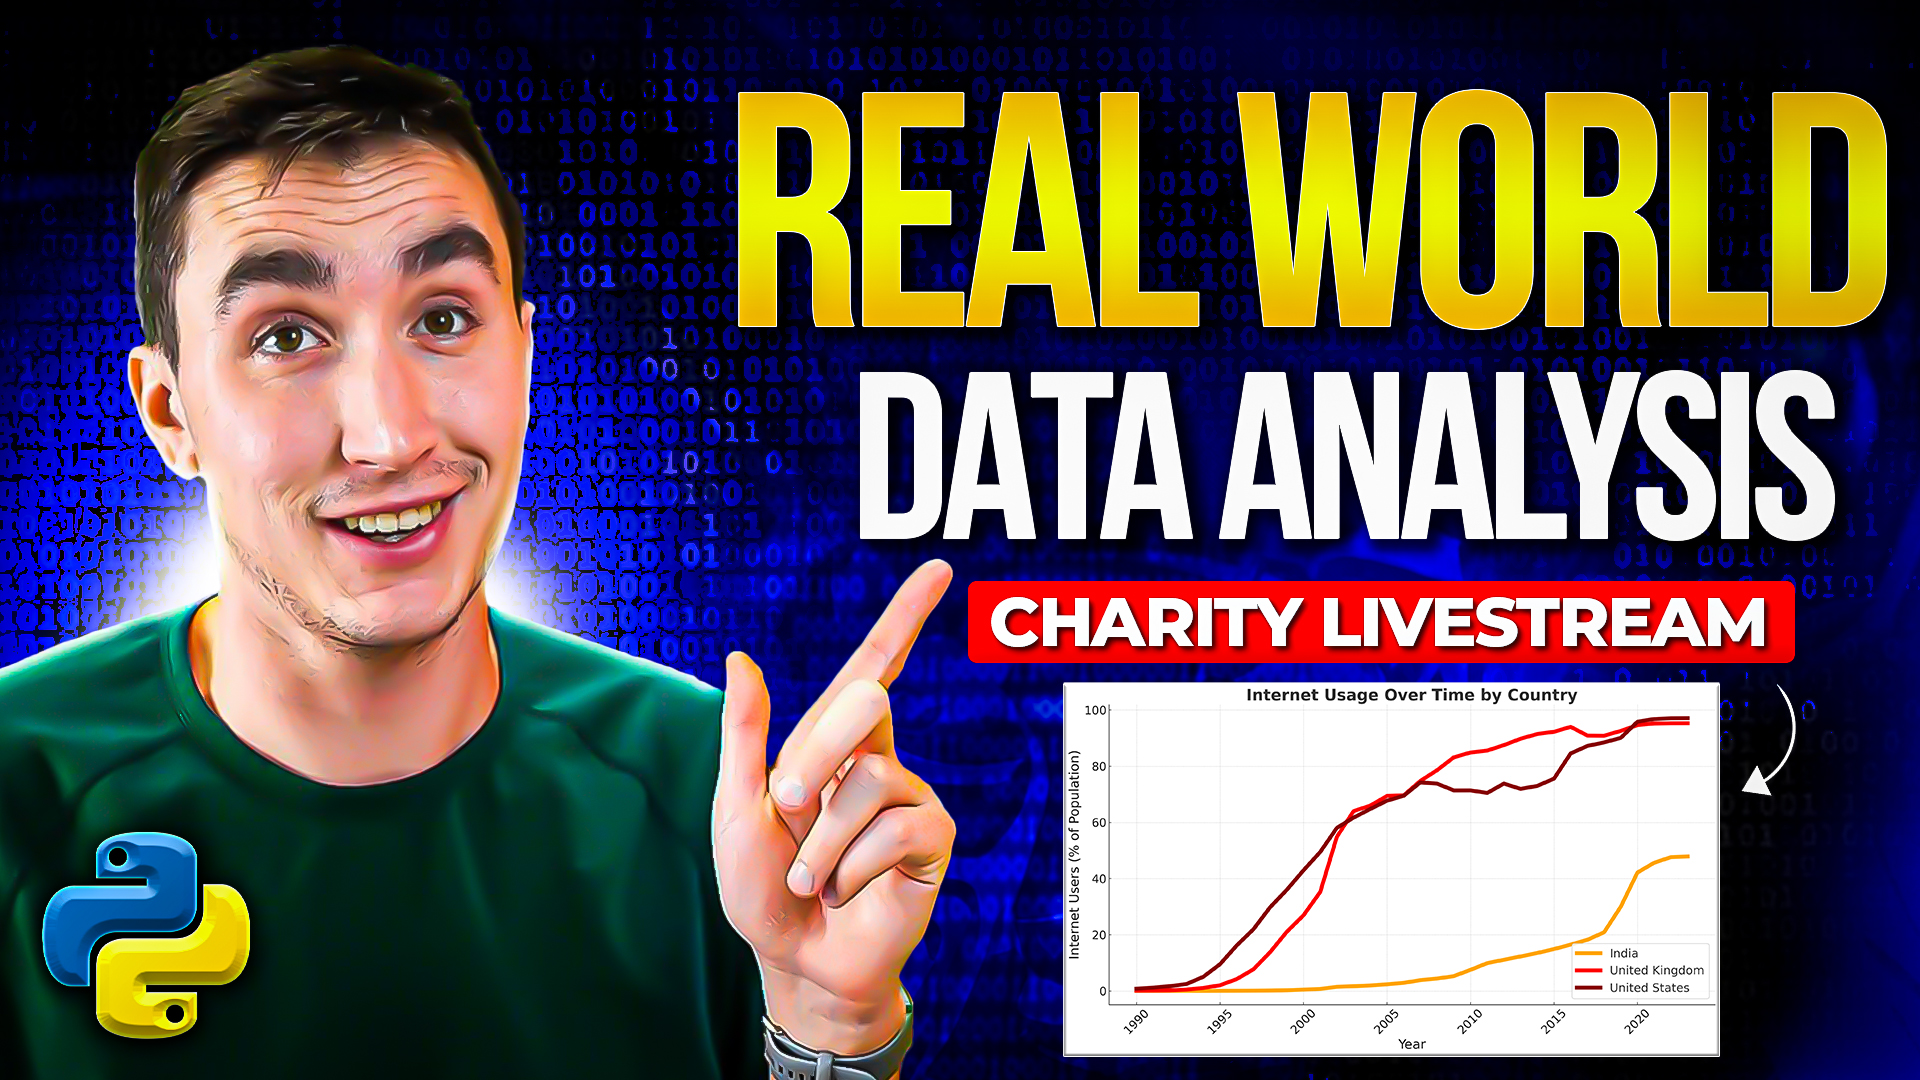 REAL WORLD
DATA ANALYSIS
CHARITY LIVESTREAM
Internet Usage Over Time by Country
Internet Users (% of Population)
100
80
60
40
20
0
India
United Kingdom
United States
1990
1995
2000
2005
2010
2015
2020
Year